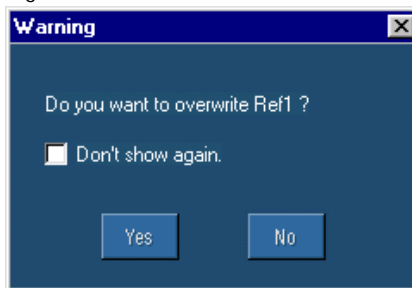 Warning
Do you want to overwrite Ref1 ?
Don't show again.
Yes No